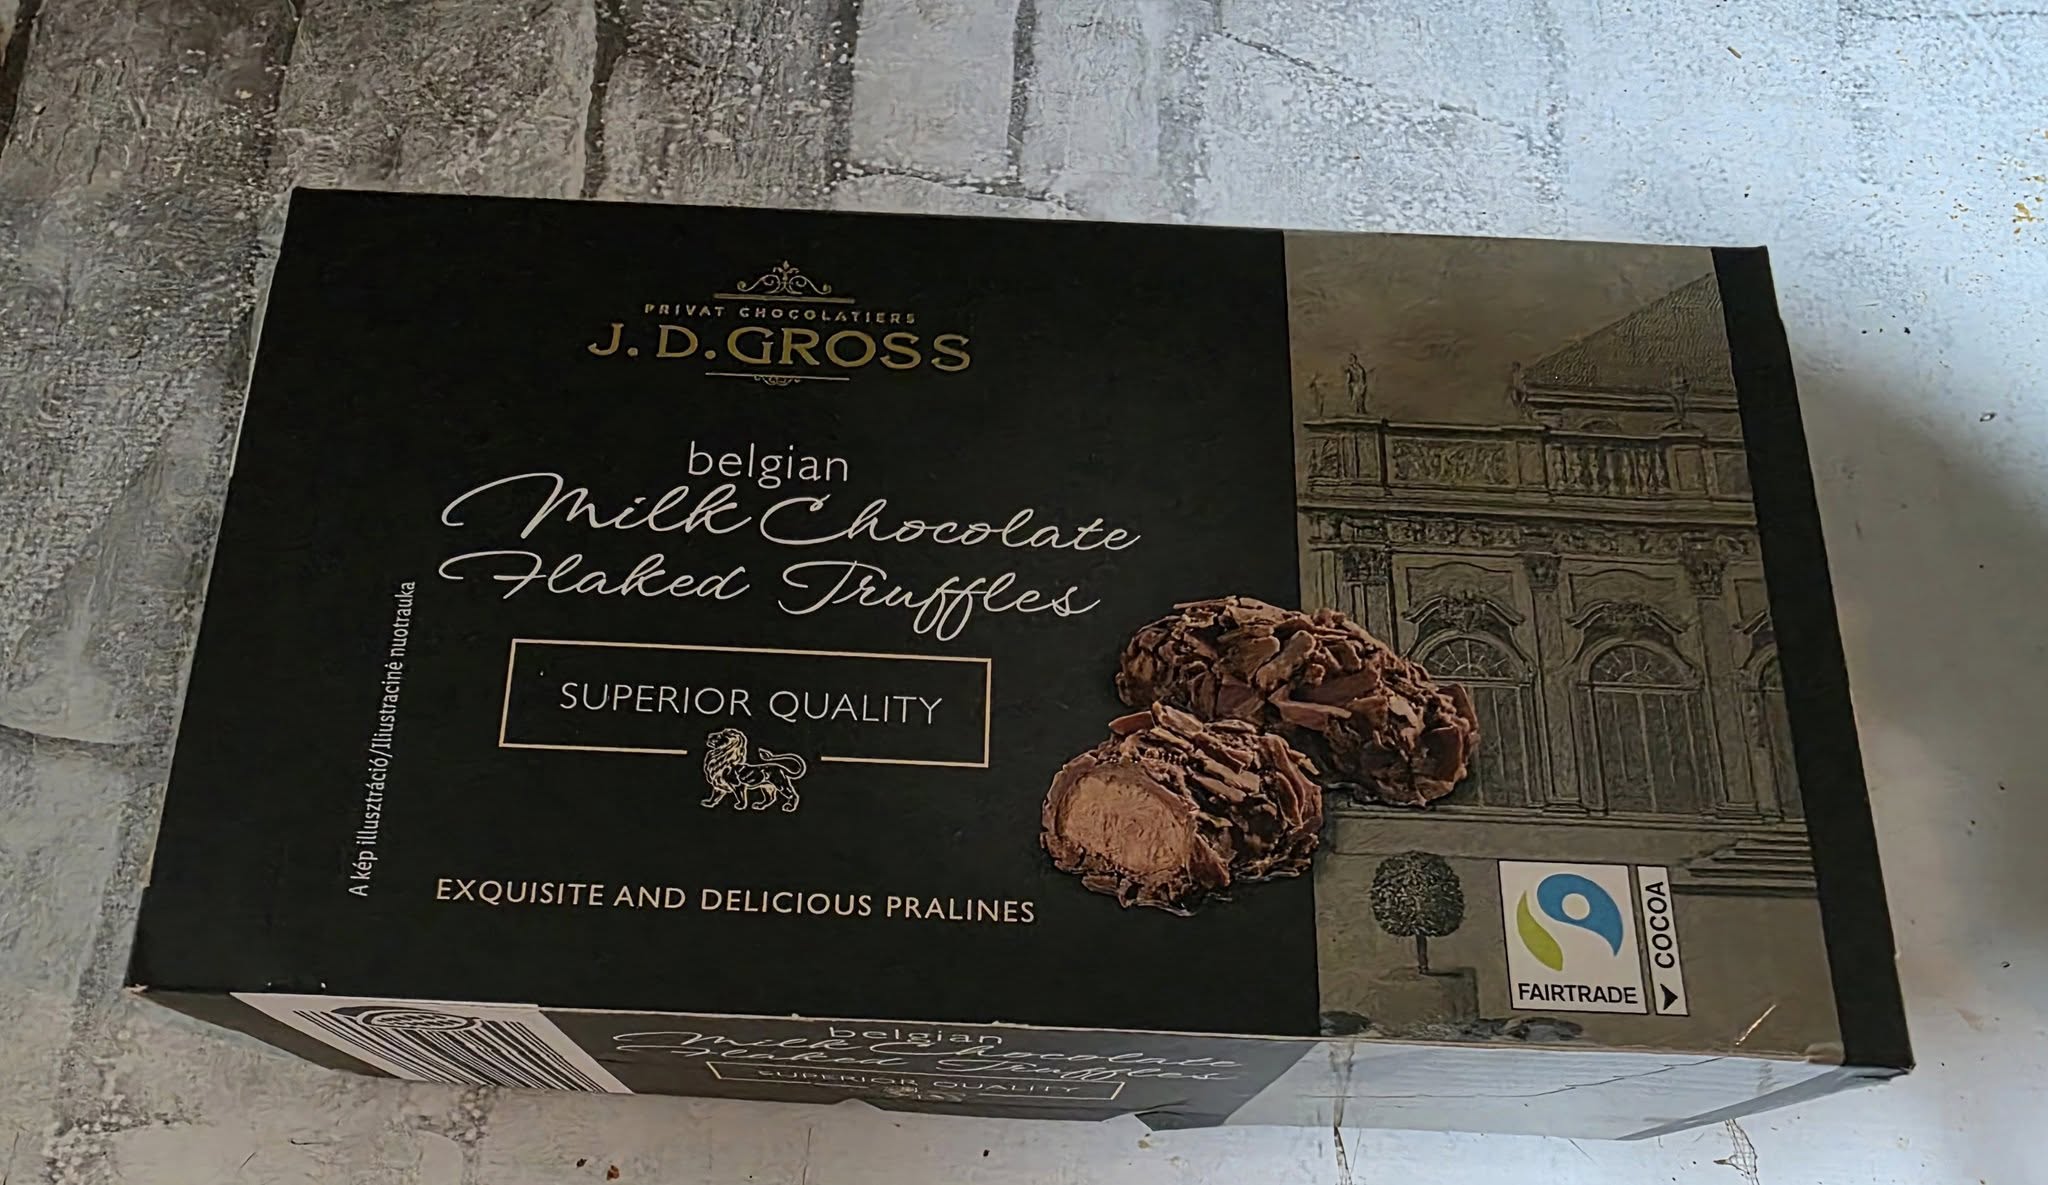 PRIVAT CHOCOLATIERS
J. D. GROSS
belgian
Milk Chocolate
Flaked Truffles
SUPERIOR QUALITY
EXQUISITE AND DELICIOUS PRALINES
A kép illusztráció/Iliustracinė nuotrauka
FAIRTRADE
COCOA
belgian
Milk Chocolate
Flaked Truffles
SUPERIOR QUALITY